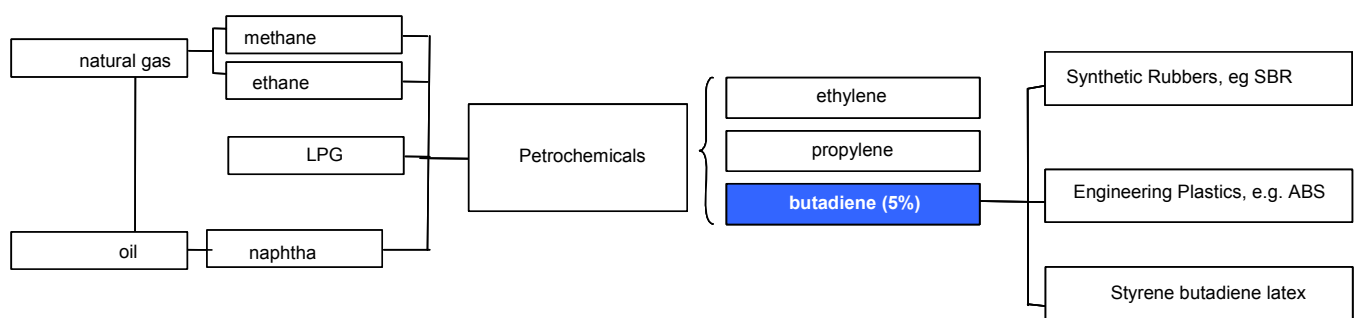 natural gas
methane
ethane
LPG
oil
naphtha
Petrochemicals
ethylene
propylene
butadiene (5%)
Synthetic Rubbers, eg SBR
Engineering Plastics, e.g. ABS
Styrene butadiene latex